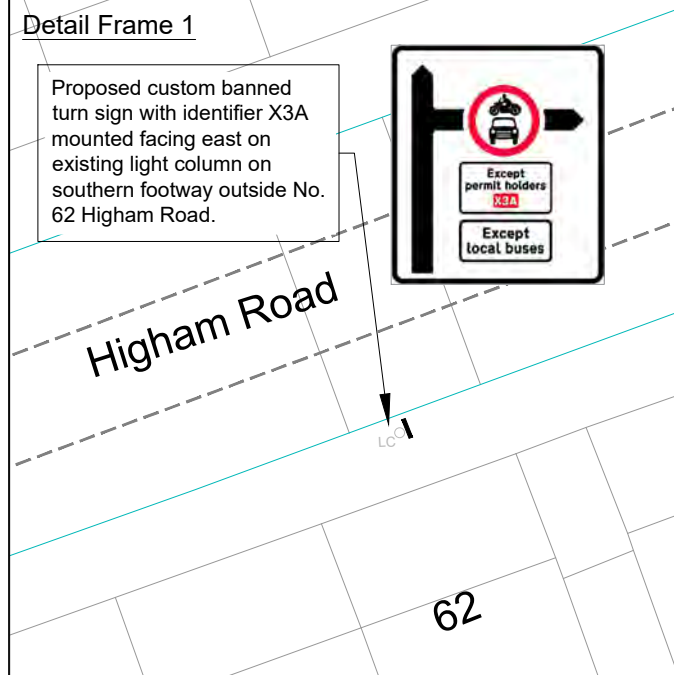 Detail Frame 1
Proposed custom banned
turn sign with identifier X3A
mounted facing east on
existing light column on
southern footway outside No.
62 Higham Road.
Except
permit holders
X3A
Except
local buses
Higham Road
LC
62